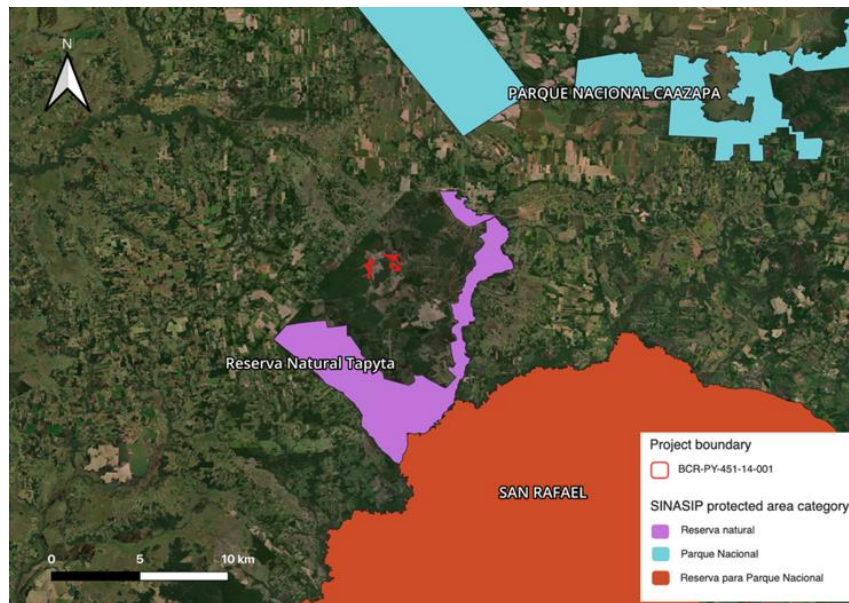 N
PARQUE NACIONAL CAAZAPA
Reserva Natural Tapyta
SAN RAFAEL
Project boundary
BCR-PY-451-14-001
SINASIP protected area category
Reserva natural
Parque Nacional
Reserva para Parque Nacional
0 5 10 km